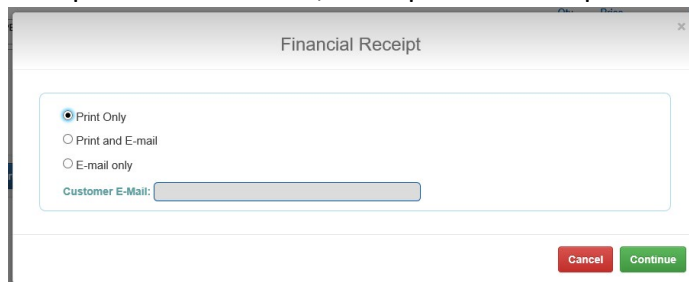 ×
Financial Receipt
Print Only
Print and E-mail
E-mail only
Customer E-Mail:
Cancel Continue